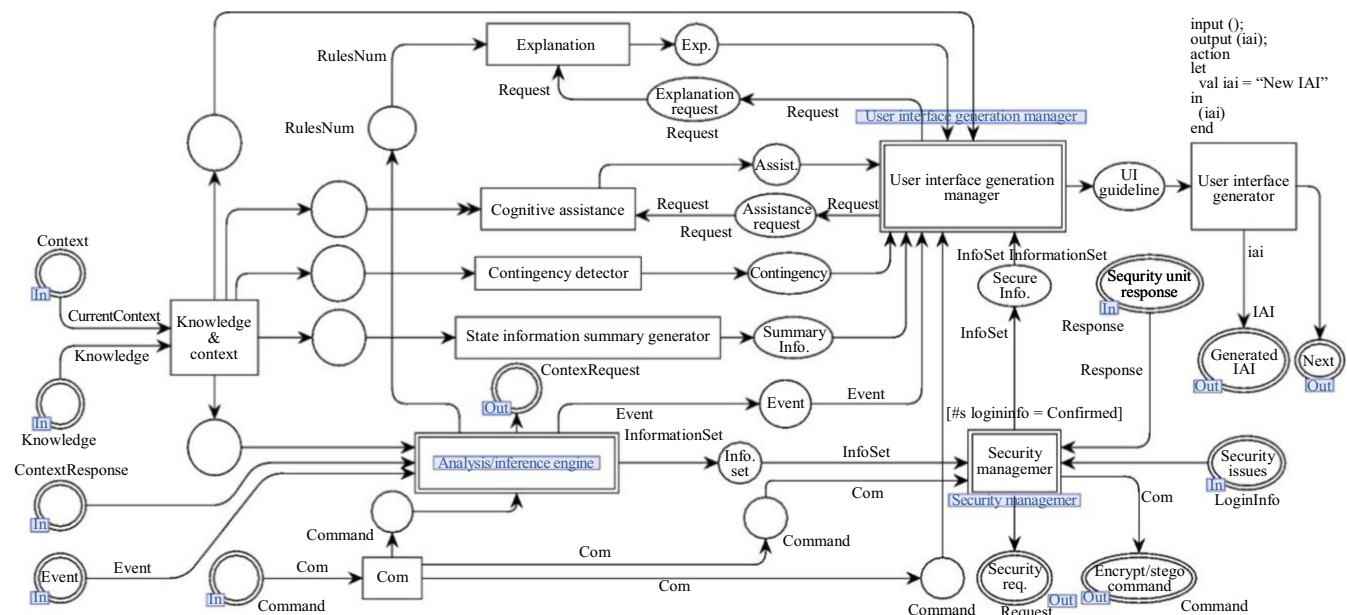 input ();
output (iai);
action
let
val iai = “New IAI”
in
(iai)
end
RulesNum
Explanation
Exp.
Request
Explanation
request
Request
Request
RulesNum
User interface generation manager
Assist.
User interface generation
manager
UI
guideline
User interface
generator
Cognitive assistance
Request
Request
Assistance
request
Request
Context
In
Contingency detector
Contingency
InfoSet
InformationSet
Secure
Info.
Sequrity unit
response
In
Response
iai
CurrentContext
Knowledge
&
context
Knowledge
State information summary generator
Summary
Info.
InfoSet
IAI
Generated
IAI
Out
Next
Out
In
Knowledge
ContexRequest
Out
Event
Event
Event
Response
[#s logininfo = Confirmed]
ContextResponse
In
Analysis/inference engine
InformationSet
Info.
set
InfoSet
Security
managemer
Security managemer
Security
issues
In
LoginInfo
Com
Com
Command
Command
Event
In
Event
In
Com
Command
Com
Com
Com
Command
Security
req.
Out
Request
Encrypt/stego
command
Out
Command